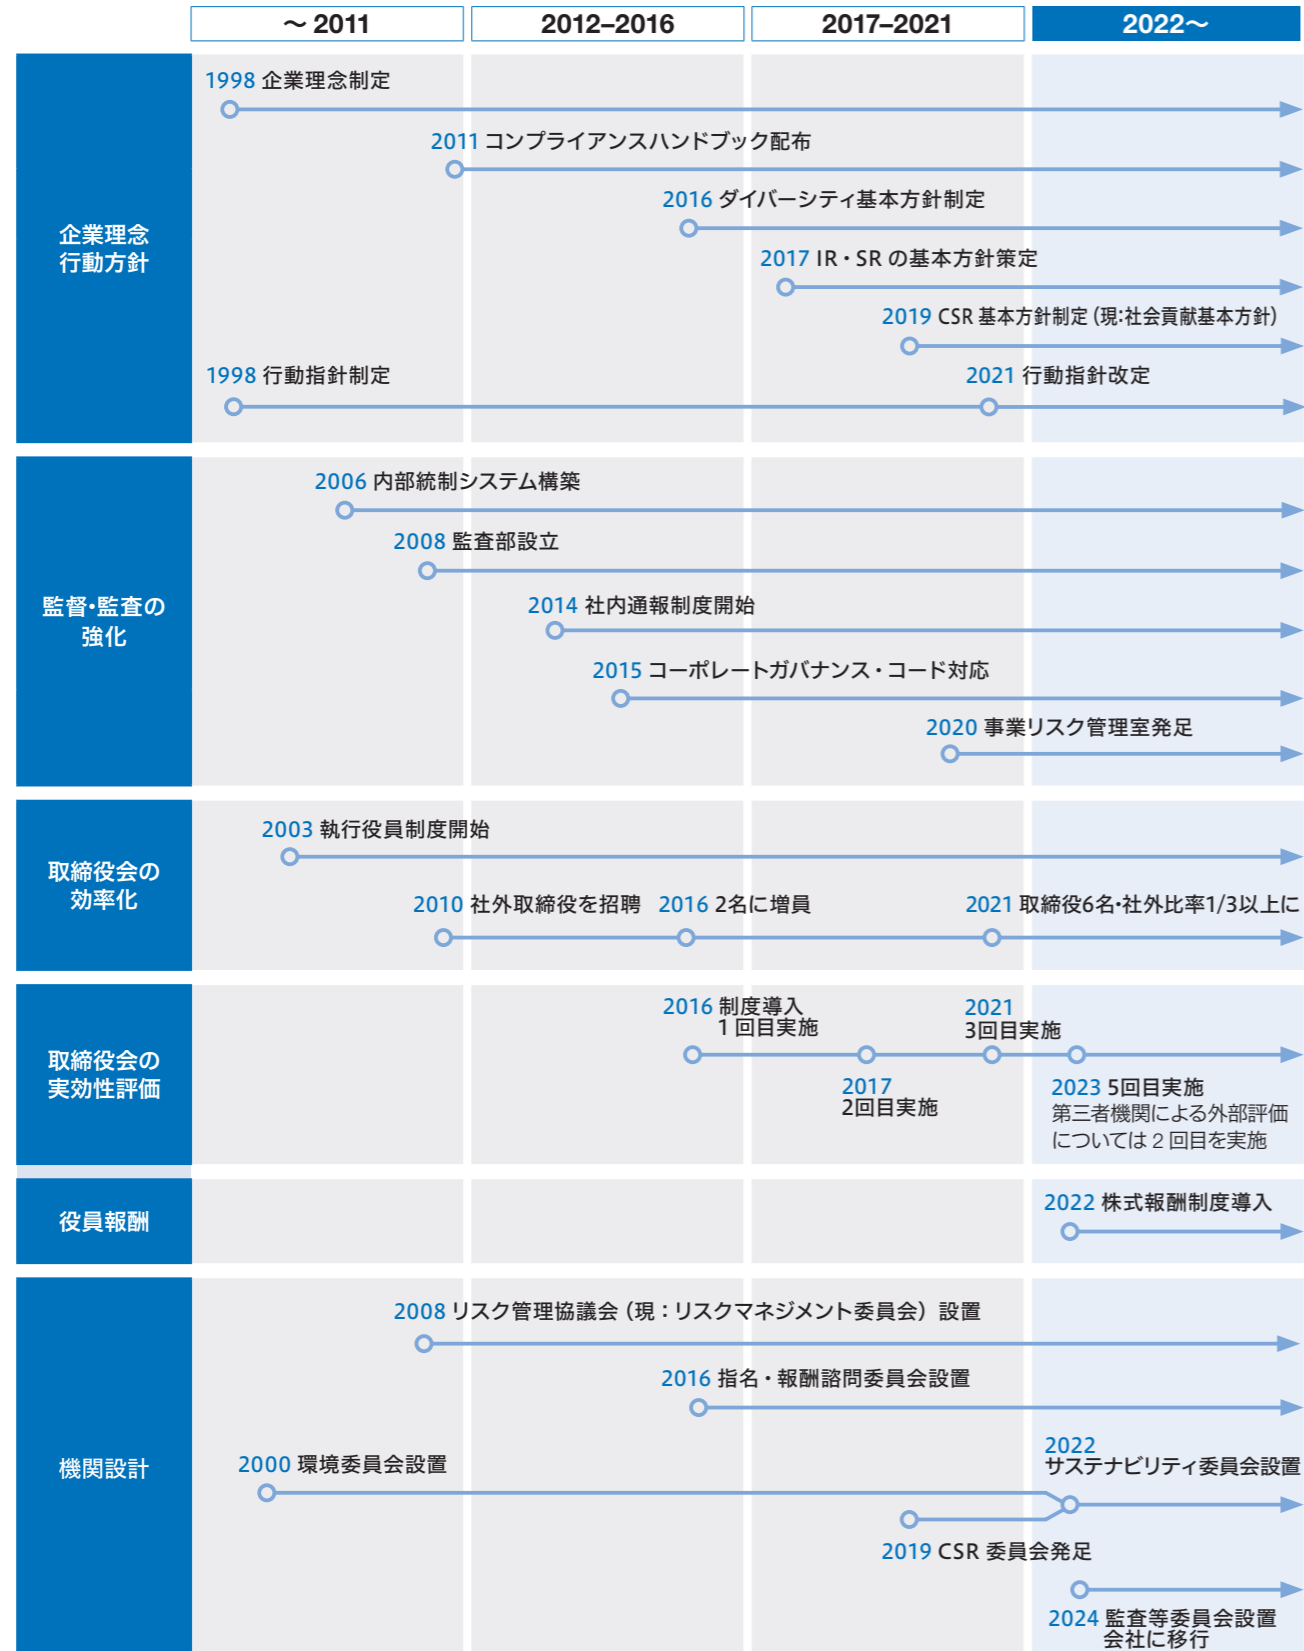 ～ 2011
2012–2016
2017–2021
2022～
企業理念
行動方針
1998 企業理念制定
2011 コンプライアンスハンドブック配布
2016 ダイバーシティ基本方針制定
2017 IR・SR の基本方針策定
2019 CSR 基本方針制定（現：社会貢献基本方針）
1998 行動指針制定
2021 行動指針改定
監督・監査の
強化
2006 内部統制システム構築
2008 監査部設立
2014 社内通報制度開始
2015 コーポレートガバナンス・コード対応
2020 事業リスク管理室発足
取締役会の
効率化
2003 執行役員制度開始
2010 社外取締役を招聘
2016 2名に増員
2021 取締役6名・社外比率1/3以上に
取締役会の
実効性評価
2016 制度導入
1 回目実施
2017
2回目実施
2021
3回目実施
2023 5回目実施
第三者機関による外部評価
については 2 回目を実施
役員報酬
2022 株式報酬制度導入
機関設計
2008 リスク管理協議会（現：リスクマネジメント委員会）設置
2016 指名・報酬諮問委員会設置
2000 環境委員会設置
2022
サステナビリティ委員会設置
2019 CSR 委員会発足
2024 監査等委員会設置
会社に移行